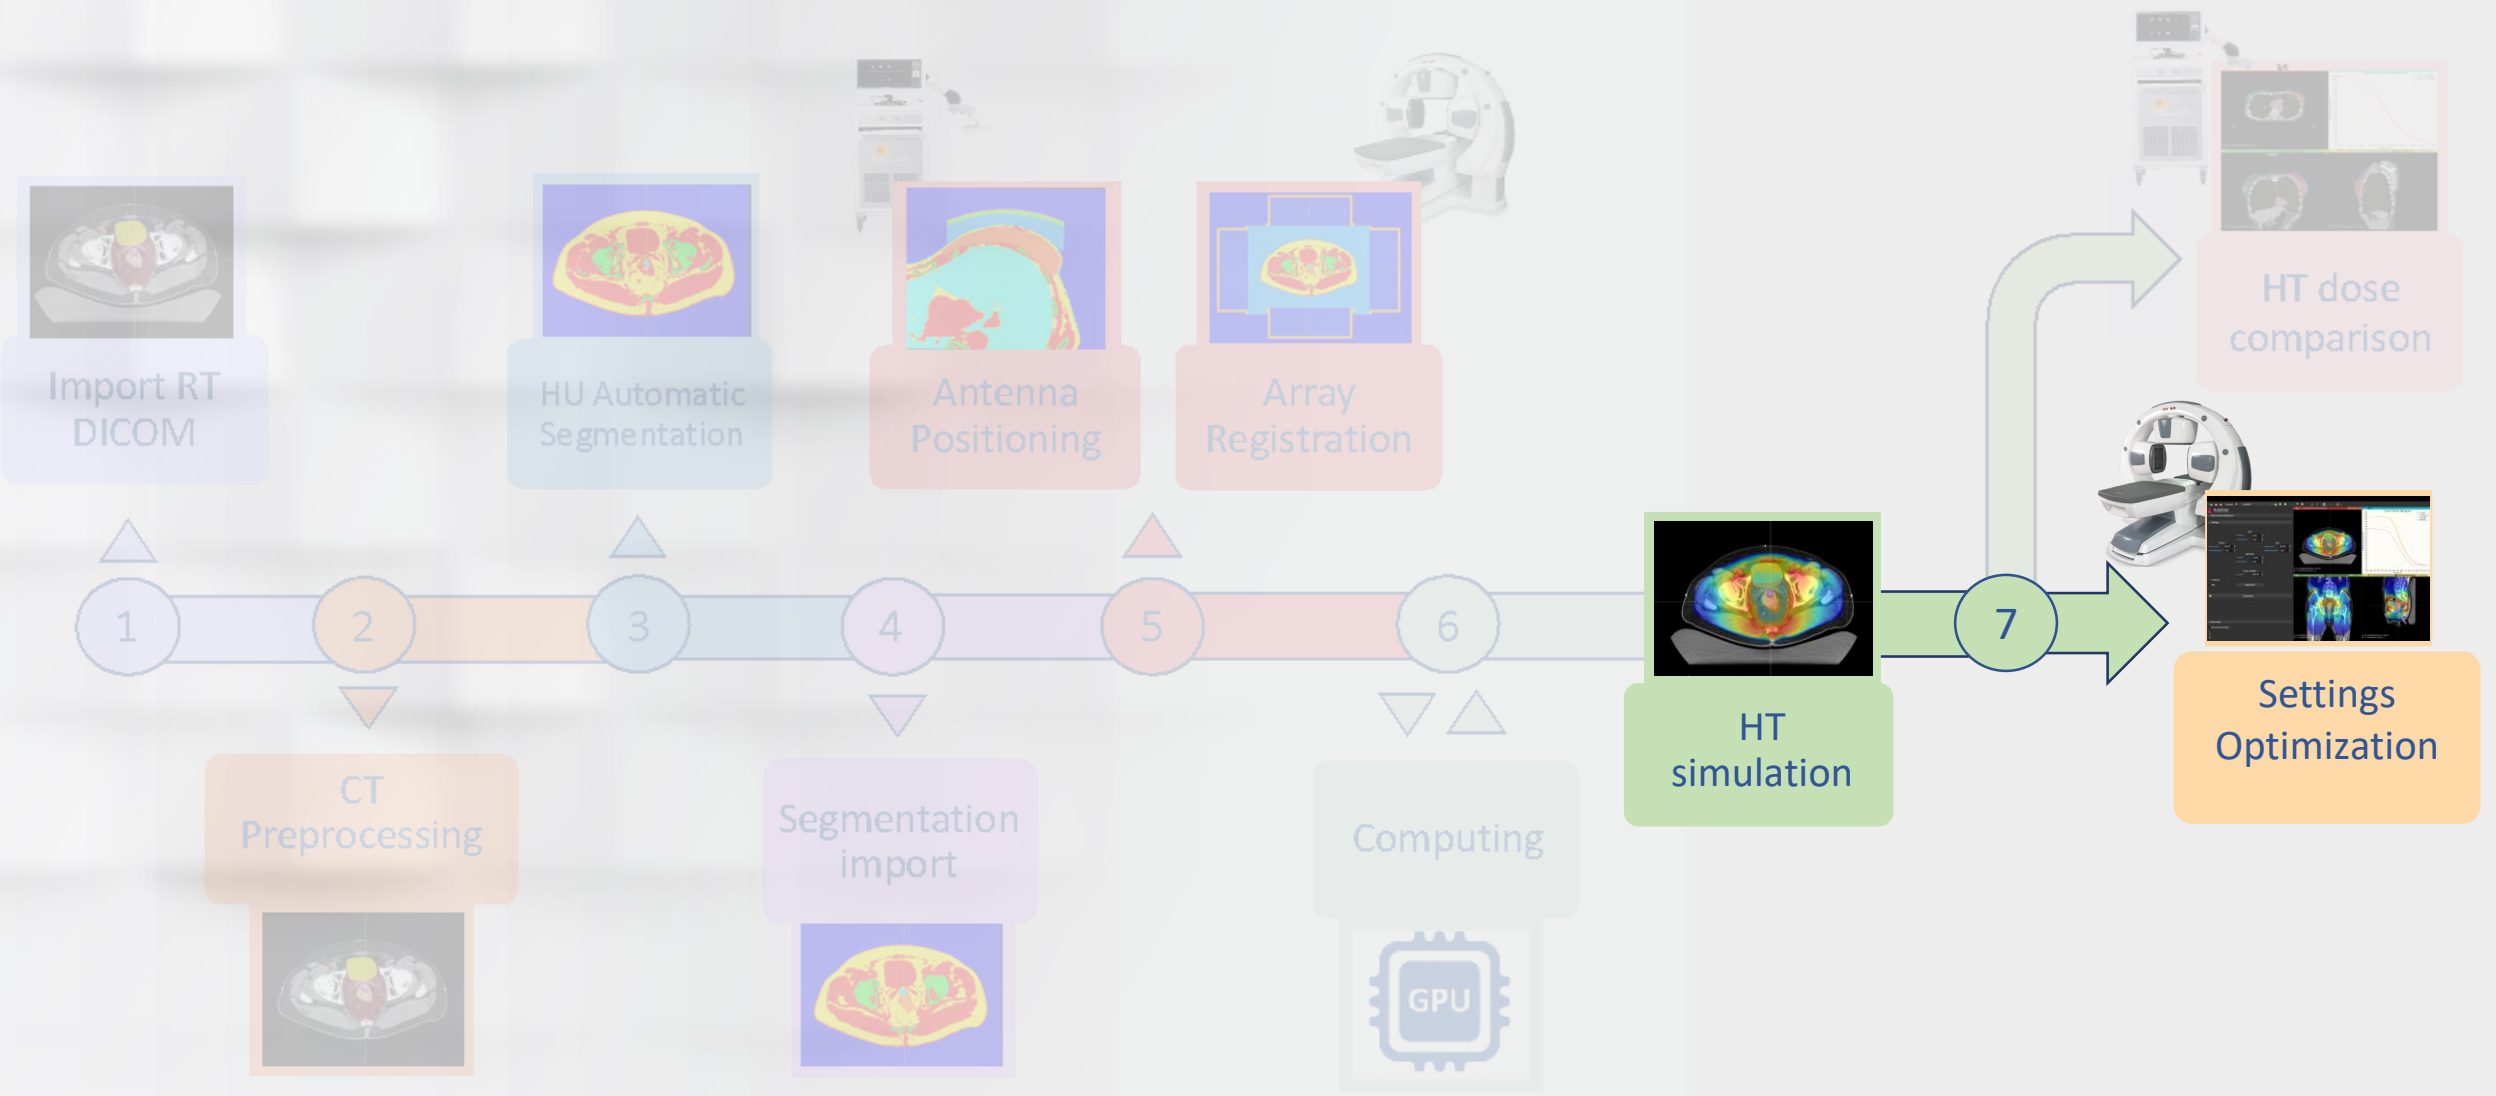 Import RT
DICOM
HU Automatic
Segmentation
Antenna
Positioning
Array
Registration
HT dose
comparison
1
2
3
4
5
6
7
CT
Preprocessing
Segmentation
import
Computing
GPU
HT
simulation
Settings
Optimization